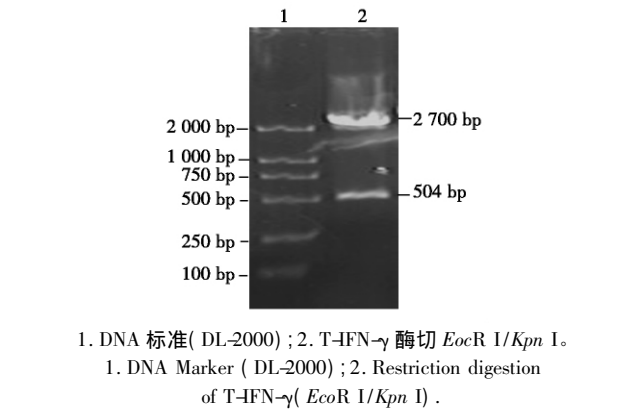 1 2
2 000 bp 2 700 bp
1 000 bp
750 bp
500 bp 504 bp
250 bp
100 bp
1. DNA 标准( DL-2000) ; 2. T-IFN-γ 酶切 EocR I/Kpn I。
1. DNA Marker ( DL-2000) ; 2. Restriction digestion
of T-IFN-γ( EcoR I/Kpn I) .